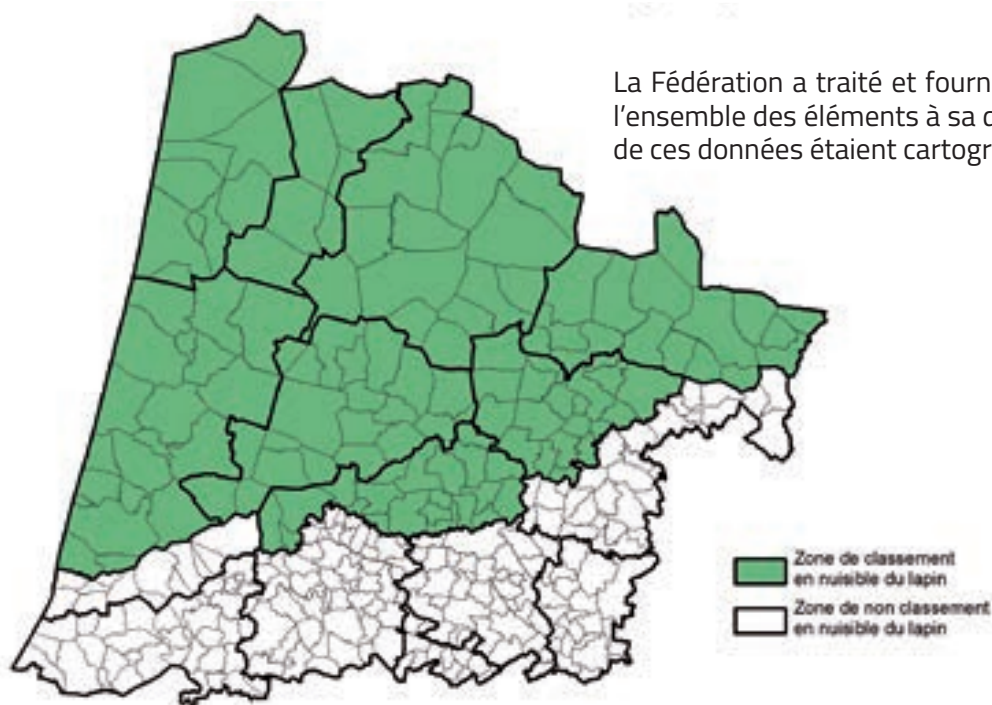 La Fédération a traité et fourn
l'ensemble des éléments à sa
de ces données étaient cartogr
Zone de classement
en nuisible du lapin
Zone de non classement
en nuisible du lapin